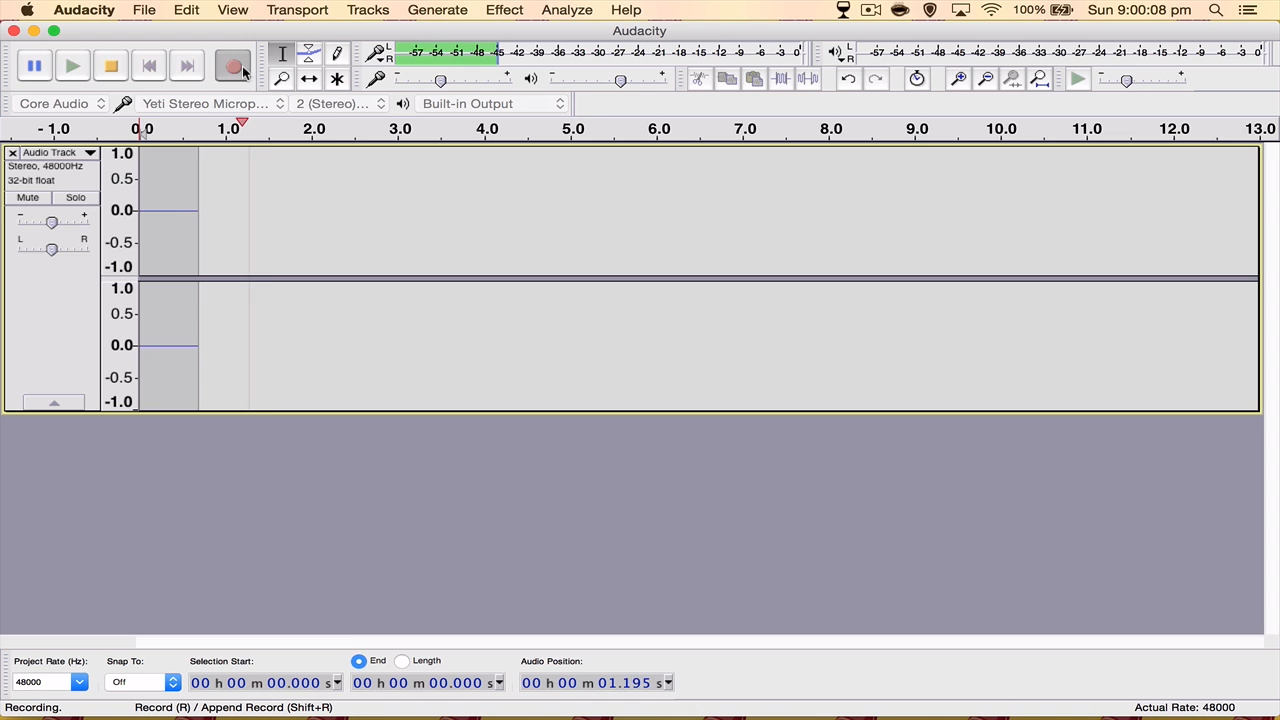 Audacity File Edit View Transport Tracks Generate Effect Analyze Help 100% Sun 9:00:08 pm
Audacity
L -57 -54 -51 -48 -45 -42 -39 -36 -33 -30 -27 -24 -21 -18 -15 -12 -9 -6 -3 0 L -57 -54 -51 -48 -45 -42 -39 -36 -33 -30 -27 -24 -21 -18 -15 -12 -9 -6 -3 0
R R
- + - + - +
Core Audio Yeti Stereo Microp... 2 (Stereo),... Built-in Output
- 1.0 0.0 1.0 2.0 3.0 4.0 5.0 6.0 7.0 8.0 9.0 10.0 11.0 12.0 13.0
Audio Track 1.0
Stereo, 48000Hz
32-bit float 0.5-
Mute Solo
- + 0.0-
L R -0.5-
-1.0
1.0
0.5-
0.0-
-0.5-
-1.0
Project Rate (Hz): Snap To: Selection Start: End Length Audio Position:
48000 Off 00 h 00 m 00.000 s 00 h 00 m 00.000 s 00 h 00 m 01.195 s
Recording. Record (R) / Append Record (Shift+R) Actual Rate: 48000